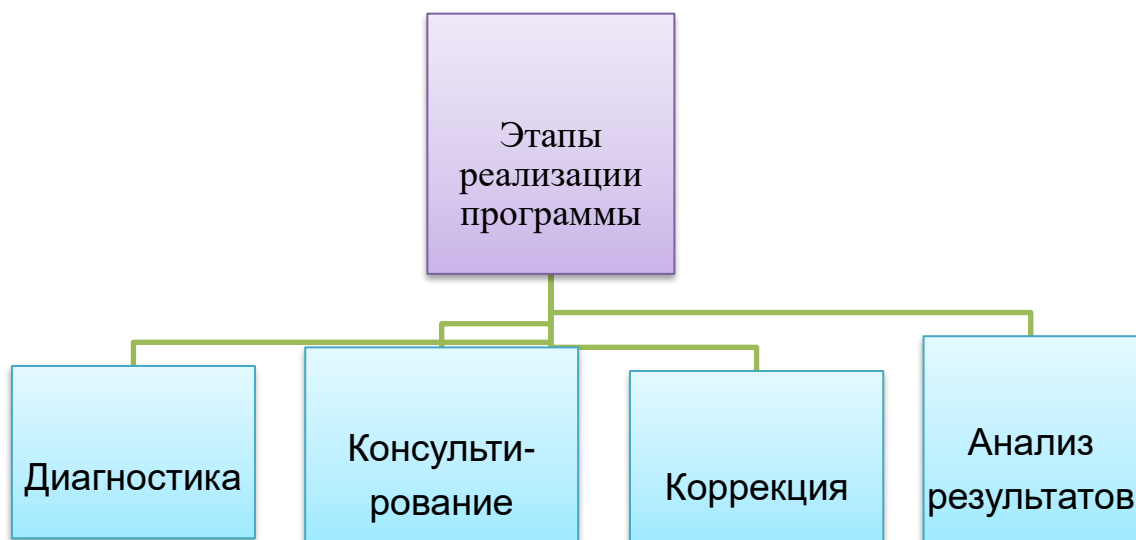 Этапы
реализации
программы
Диагностика
Консульти-
рование
Коррекция
Анализ
результатов